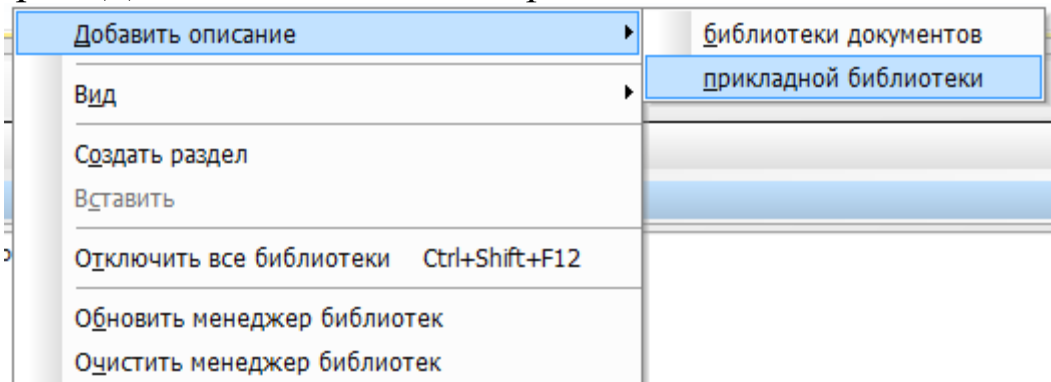 Добавить описание
библиотеки документов
прикладной библиотеки
Вид
Создать раздел
Вставить
Отключить все библиотеки Ctrl+Shift+F12
Обновить менеджер библиотек
Очистить менеджер библиотек